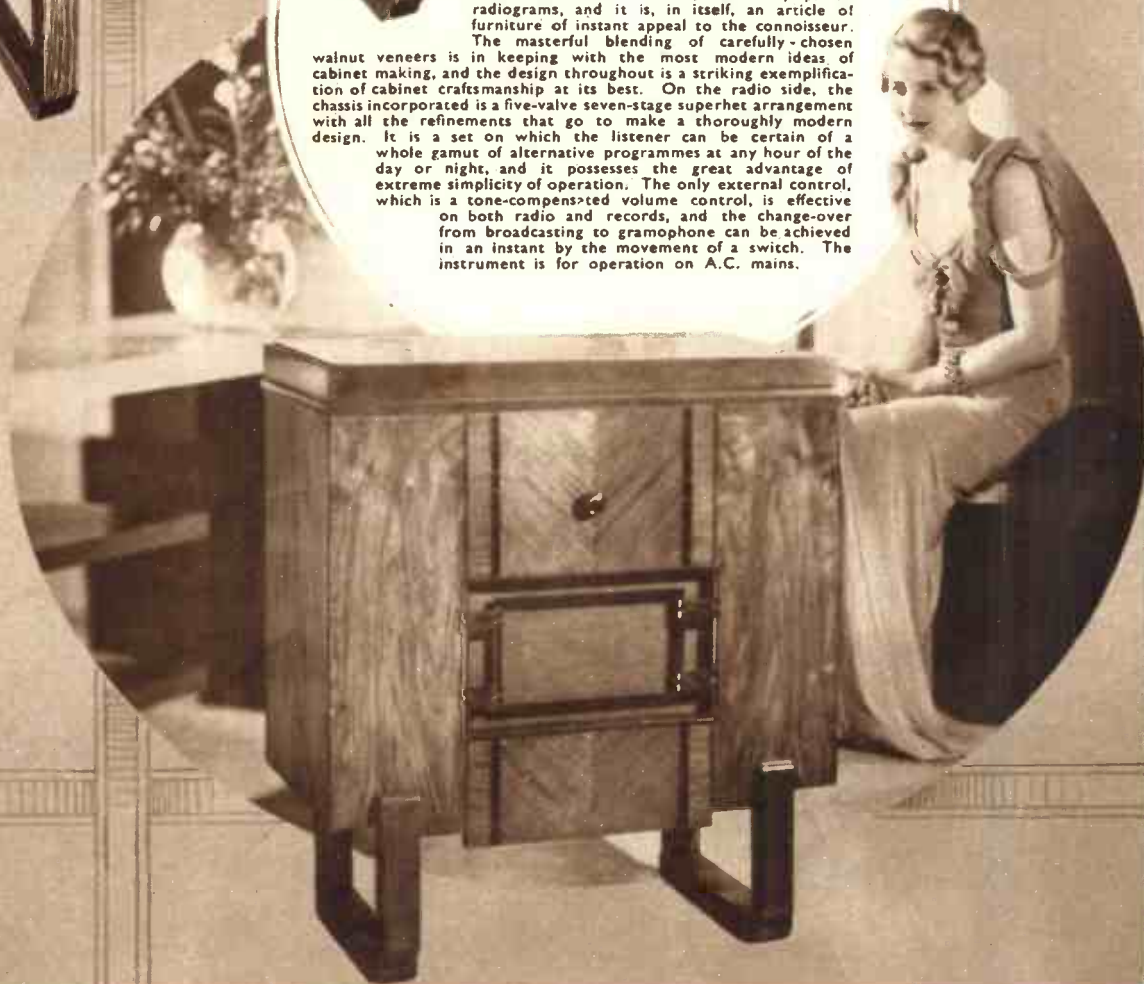 radiograms, and it is, in itself, an article of
furniture of instant appeal to the connoisseur.
The masterful blending of carefully-chosen
walnut veneers is in keeping with the most modern ideas of
cabinet making, and the design throughout is a striking exemplifica-
tion of cabinet craftsmanship at its best. On the radio side, the
chassis incorporated is a five-valve seven-stage superhet arrangement
with all the refinements that go to make a thoroughly modern
design. It is a set on which the listener can be certain of a
whole gamut of alternative programmes at any hour of the
day or night, and it possesses the great advantage of
extreme simplicity of operation. The only external control,
which is a tone-compensated volume control, is effective
on both radio and records, and the change-over
from broadcasting to gramophone can be achieved
in an instant by the movement of a switch. The
instrument is for operation on A.C. mains.